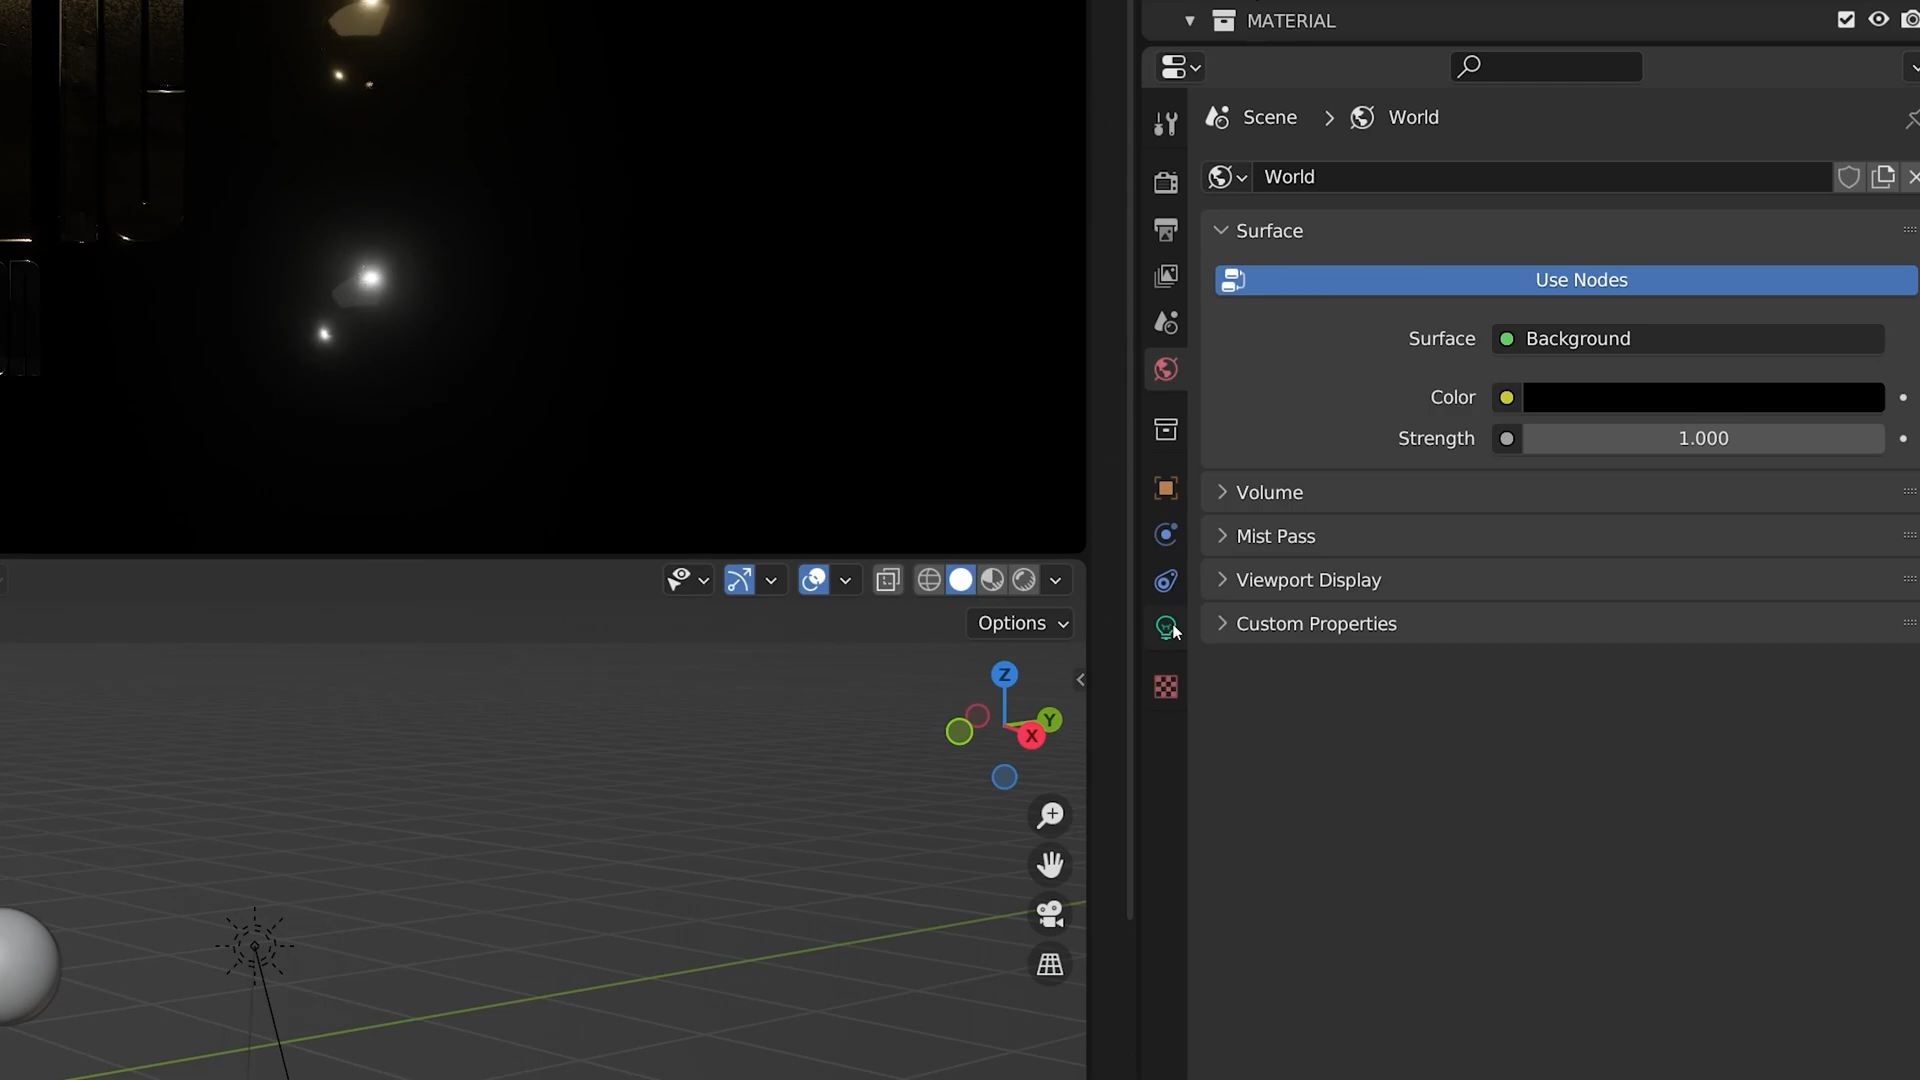 MATERIAL
Scene > World
World
Surface
Use Nodes
Surface Background
Color
Strength 1.000
Volume
Mist Pass
Viewport Display
Custom Properties
Options
Z
Y
X